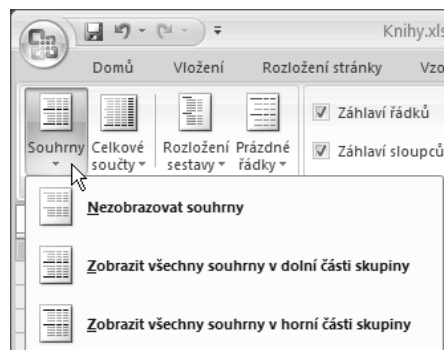 Knihy.xls
Domů Vložení Rozložení stránky Vzo
Souhrny Celkové součty Rozložení sestavy Prázdné řádky
Záhlaví řádků
Záhlaví sloupců
Nezobrazovat souhrny
Zobrazit všechny souhrny v dolní části skupiny
Zobrazit všechny souhrny v horní části skupiny